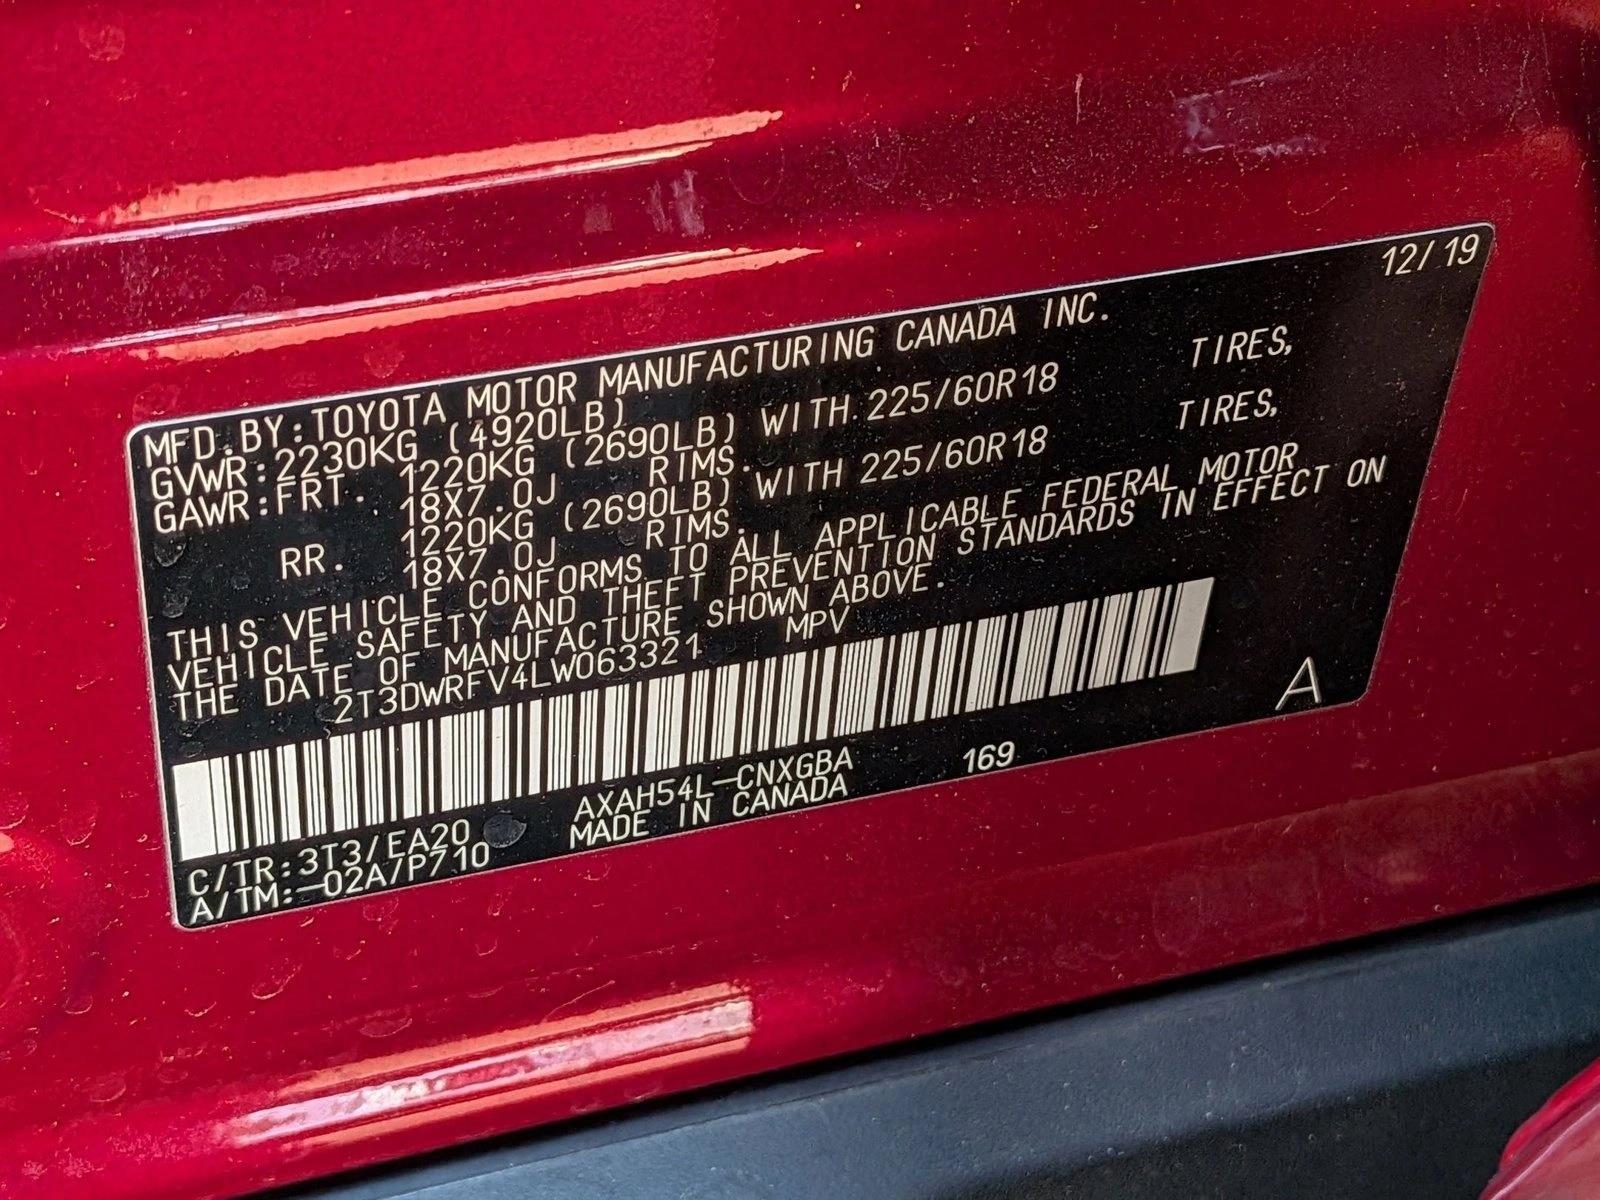 12/19
MFD.BY:TOYOTA MOTOR MANUFACTURING CANADA INC.
GVWR:2230KG (4920LB)
GAWR:FRT. 1220KG (2690LB) WITH 225/60R18 TIRES,
18X7.0J RIMS.
RR. 1220KG (2690LB) WITH 225/60R18 TIRES,
18X7.0J RIMS.
THIS VEHICLE CONFORMS TO ALL APPLICABLE FEDERAL MOTOR
VEHICLE SAFETY AND THEFT PREVENTION STANDARDS IN EFFECT ON
THE DATE OF MANUFACTURE SHOWN ABOVE.
2T3DWRFV4LW063321 MPV
A
AXAH54L-CNXGBA 169
C/TR:3T3/EA20
A/TM:-02A/P710 MADE IN CANADA